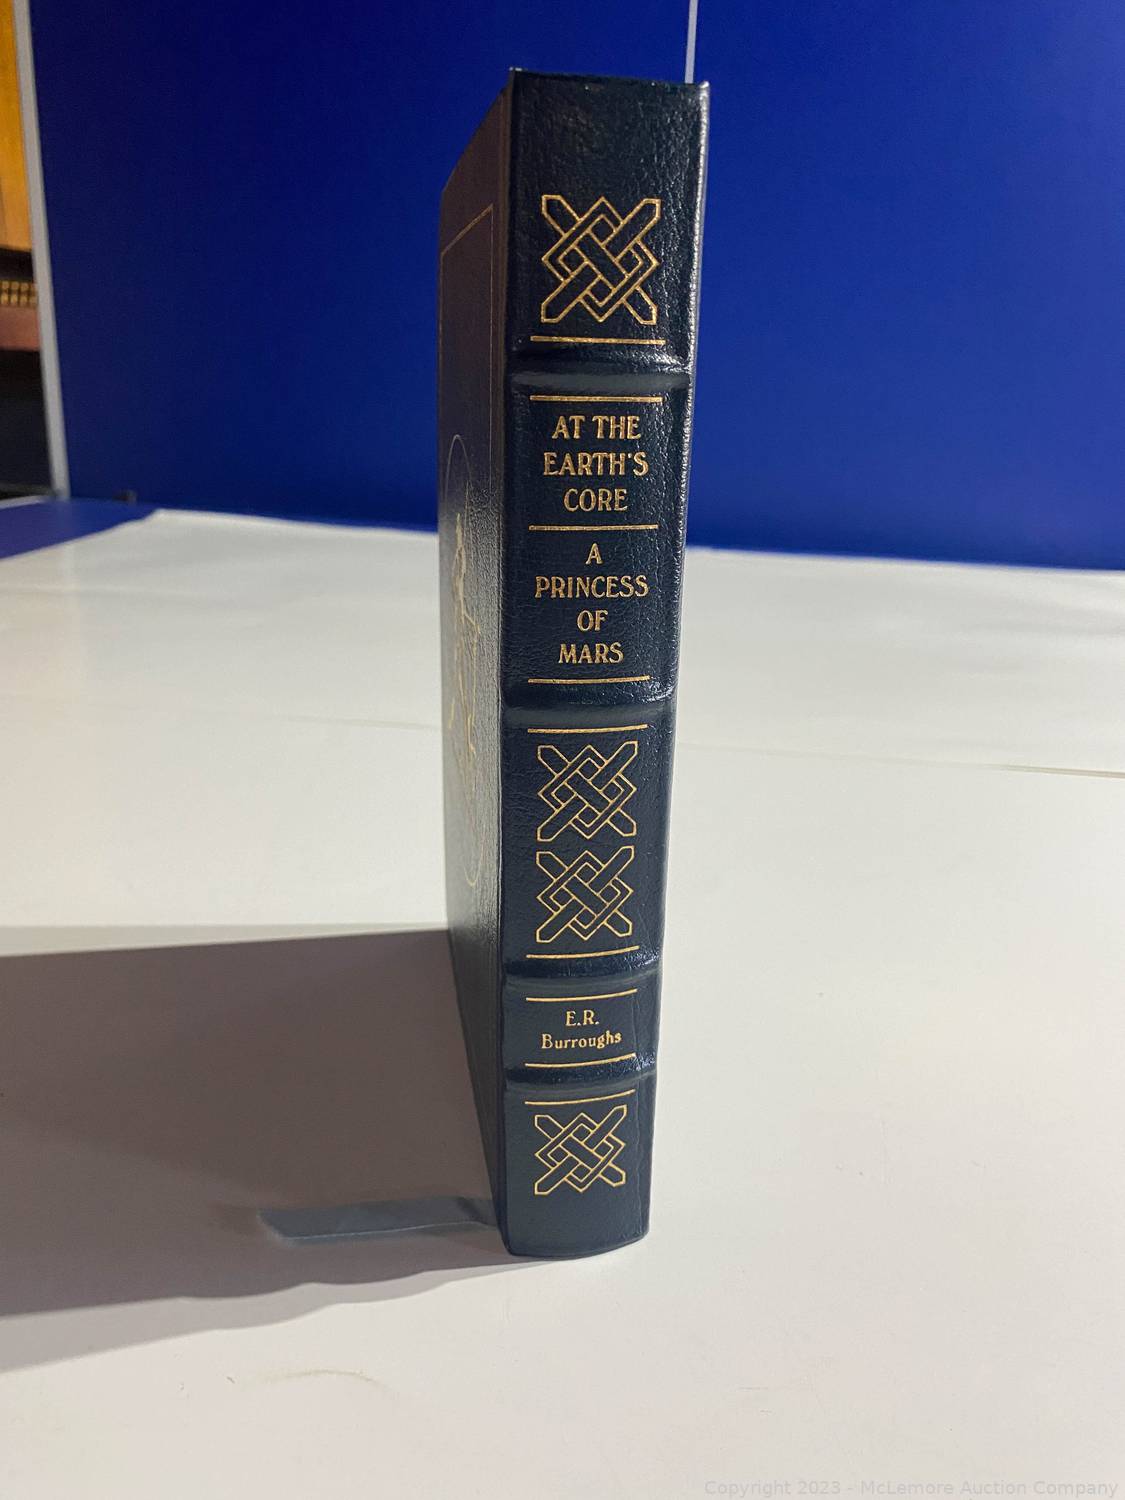 AT THE
EARTH'S
CORE
A
PRINCESS
OF
MARS
E.R.
Burroughs
Copyright 2023 - McLemore Auction Company